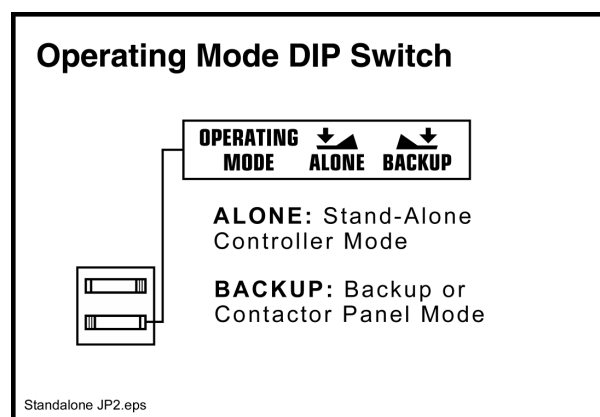 Operating Mode DIP Switch
OPERATING MODE ALONE BACKUP
ALONE: Stand-Alone
Controller Mode
BACKUP: Backup or
Contactor Panel Mode
Standalone JP2.eps